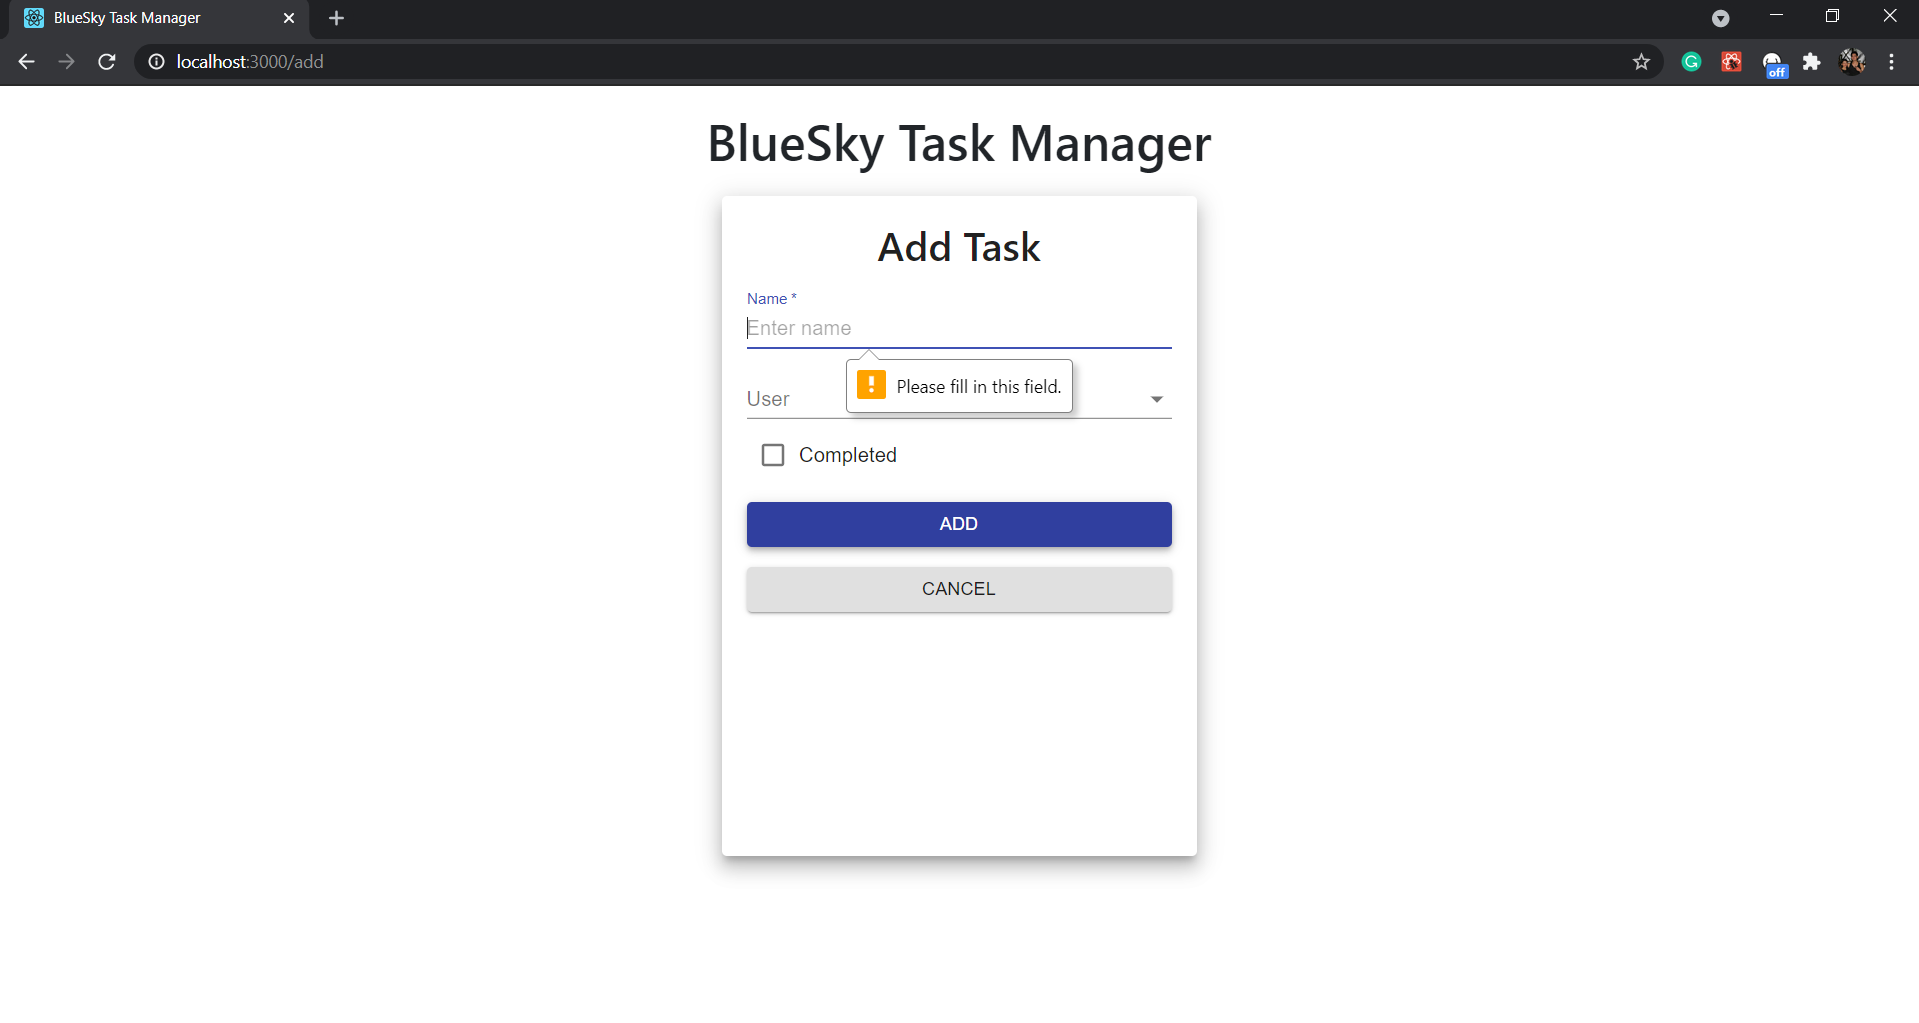 BlueSky Task Manager
localhost:3000/add
off
BlueSky Task Manager
Add Task
Name *
Enter name
Please fill in this field.
User
Completed
ADD
CANCEL